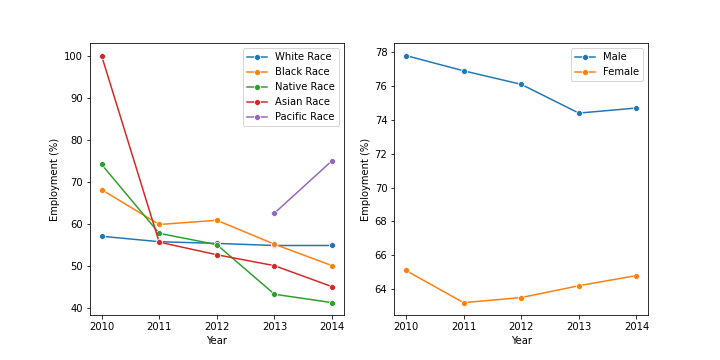 100
90
80
70
60
50
40
Employment (%)
2010 2011 2012 2013 2014
Year
White Race
Black Race
Native Race
Asian Race
Pacific Race
78
76
74
72
70
68
66
64
Employment (%)
2010 2011 2012 2013 2014
Year
Male
Female